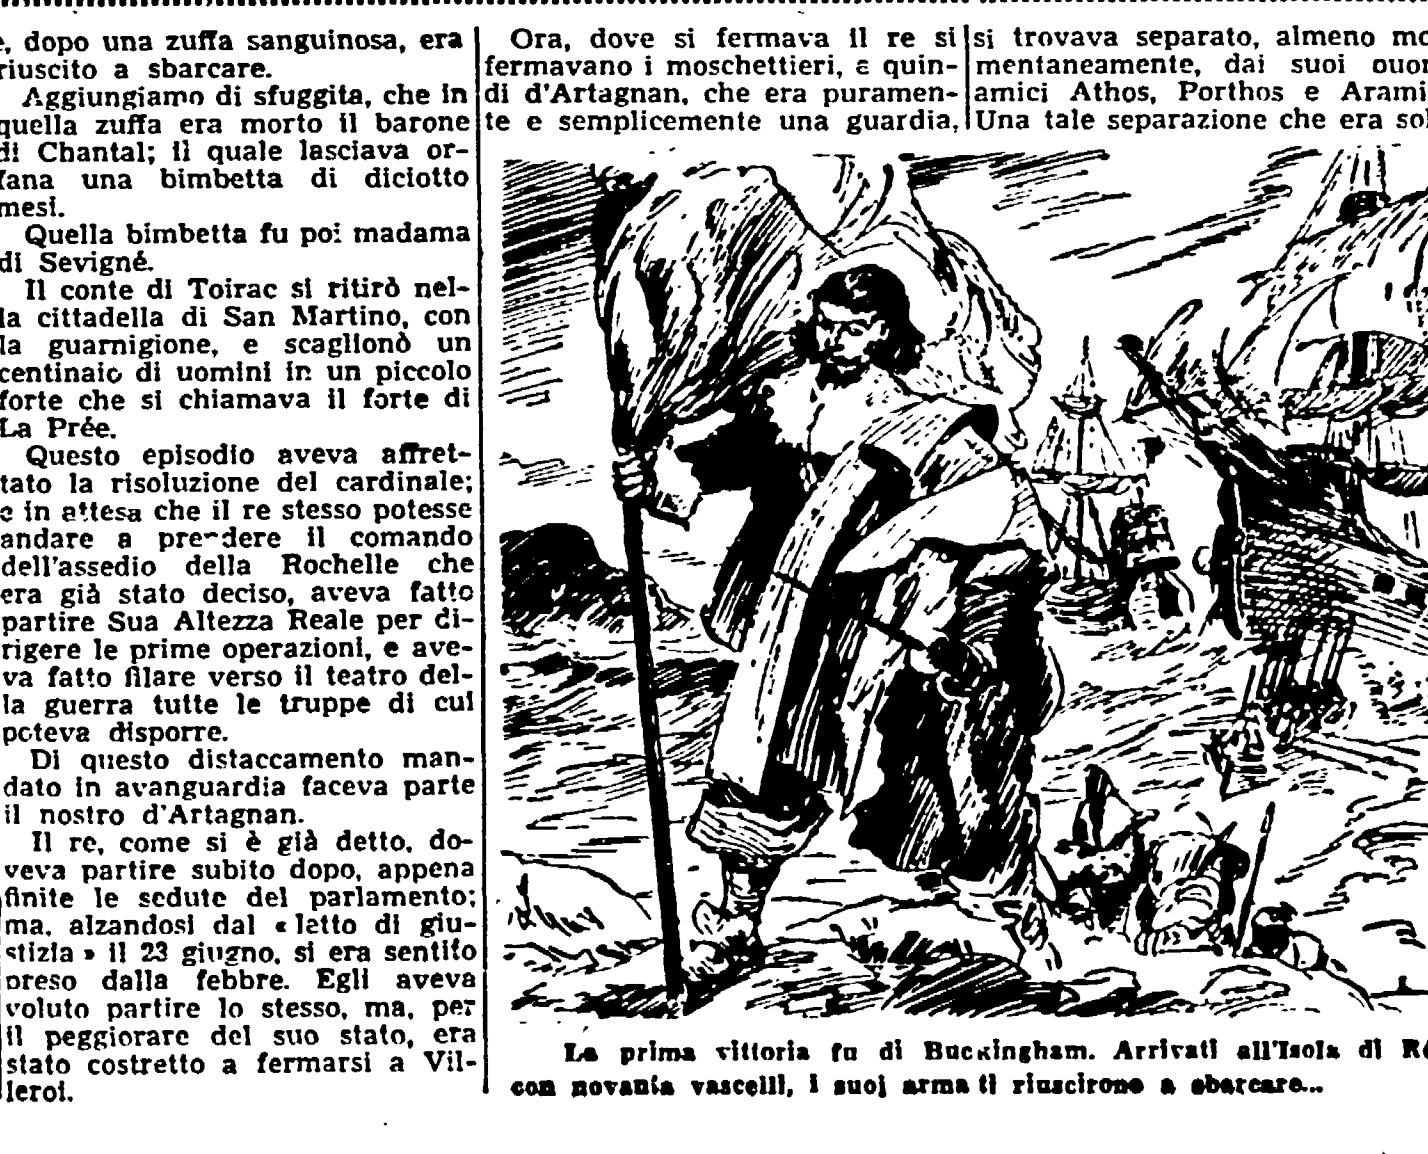 e, dopo una zuffa sanguinosa, era
riuscito a sbarcare.
Aggiungiamo di sfuggita, che in
quella zuffa era morto il barone
di Chantal; il quale lasciava or-
fana una bimbetta di diciotto
mesi.
Quella bimbetta fu poi madama
di Sevigné.
Il conte di Toirac si ritirò nel-
la cittadella di San Martino, con
la guarnigione, e scaglionò un
centinaio di uomini in un piccolo
forte che si chiamava il forte di
La Prée.
Questo episodio aveva affret-
tato la risoluzione del cardinale;
e in attesa che il re stesso potesse
andare a prendere il comando
dell'assedio della Rochelle che
era già stato deciso, aveva fatto
partire Sua Altezza Reale per di-
rigere le prime operazioni, e ave-
va fatto filare verso il teatro del-
la guerra tutte le truppe di cui
poteva disporre.
Di questo distaccamento man-
dato in avanguardia faceva parte
il nostro d'Artagnan.
Il re, come si è già detto, do-
veva partire subito dopo, appena
finite le sedute del parlamento;
ma, alzandosi dal « letto di giu-
stizia » il 23 giugno, si era sentito
preso dalla febbre. Egli aveva
voluto partire lo stesso, ma, per
il peggiorare del suo stato, era
stato costretto a fermarsi a Vil-
leroi.
Ora, dove si fermava il re si
fermavano i moschettieri, e quin-
di d'Artagnan, che era puramen-
te e semplicemente una guardia,
si trovava separato, almeno mo
mentaneamente, dai suoi buon
amici Athos, Porthos e Arami
Una tale separazione che era sol
La prima vittoria fu di Buckingham. Arrivati all'Isola di Ré
con novanta vascelli, i suoi armati riuscirono a sbarcare...